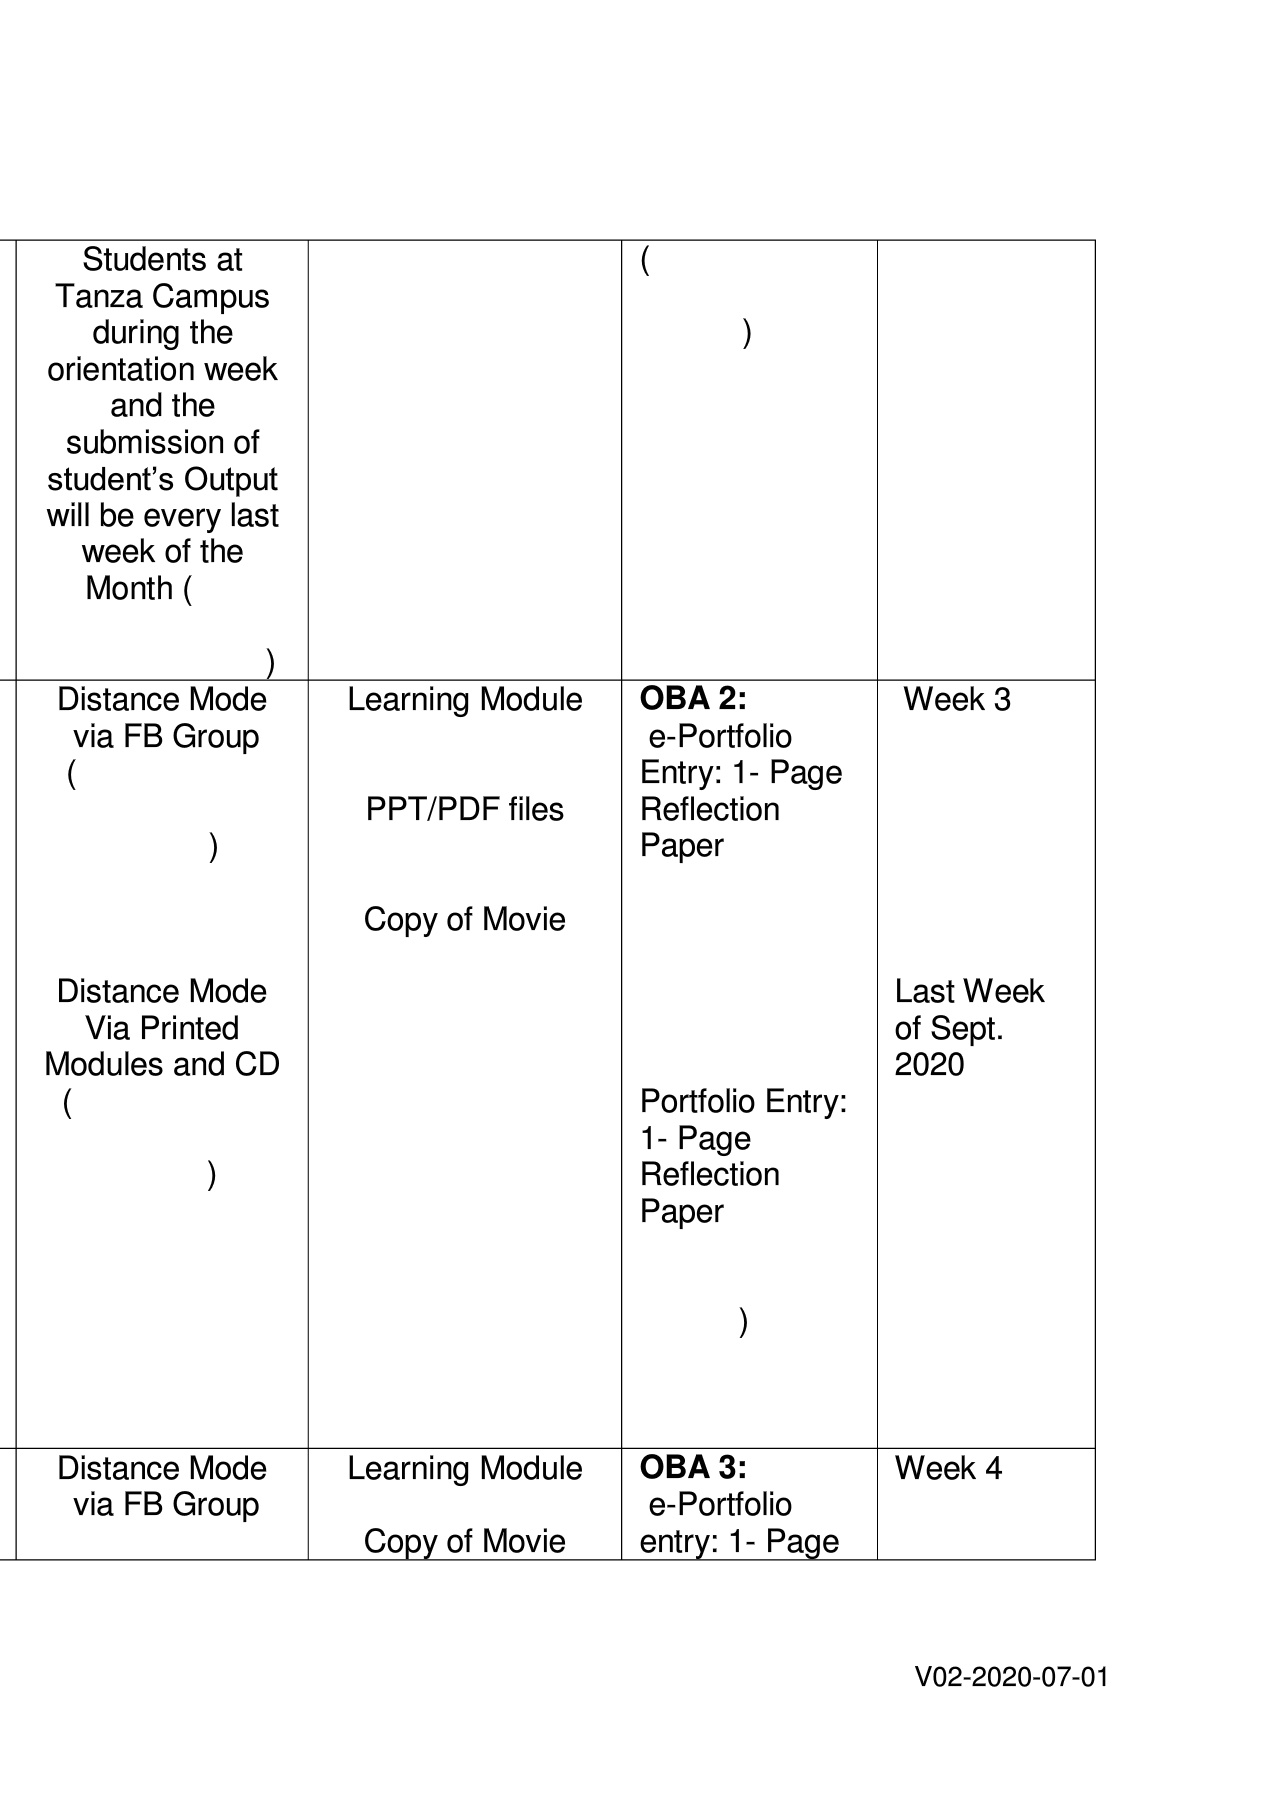 Students at
Tanza Campus
during the
orientation week
and the
submission of
student’s Output
will be every last
week of the
Month (
)
(
)
Distance Mode
via FB Group
(
)
Distance Mode
Via Printed
Modules and CD
(
)
Learning Module
PPT/PDF files
Copy of Movie
OBA 2:
e-Portfolio
Entry: 1- Page
Reflection
Paper
Portfolio Entry:
1- Page
Reflection
Paper
)
Week 3
Last Week
of Sept.
2020
Distance Mode
via FB Group
Learning Module
Copy of Movie
OBA 3:
e-Portfolio
entry: 1- Page
Week 4
V02-2020-07-01